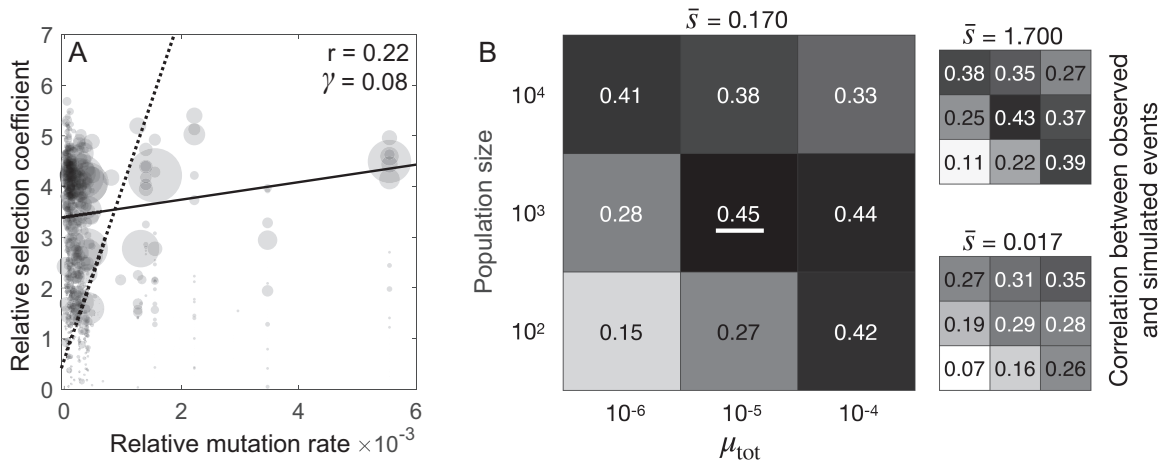 A
r = 0.22
γ = 0.08
Relative selection coefficient
7
6
5
4
3
2
1
0
0
2
4
6
Relative mutation rate ×10⁻³
B
s̄ = 0.170
Population size
10⁴
0.41 0.38 0.33
10³
0.28 0.45 0.44
10²
0.15 0.27 0.42
10⁻⁶ 10⁻⁵ 10⁻⁴
μₜₒₜ
s̄ = 1.700
0.38 0.35 0.27
0.25 0.43 0.37
0.11 0.22 0.39
s̄ = 0.017
0.27 0.31 0.35
0.19 0.29 0.28
0.07 0.16 0.26
Correlation between observed
and simulated events